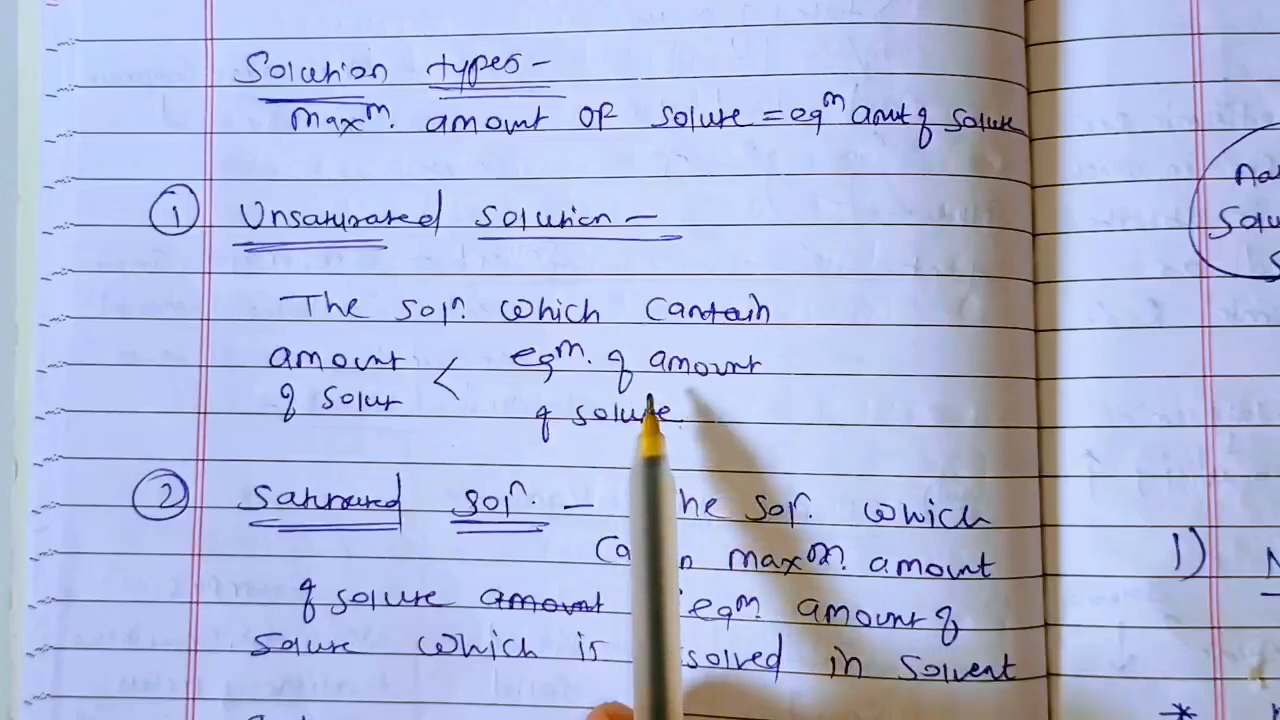 Solution types-
maxᵐ. amount of solute = eqᵐ amt of solute
① Unsaturated solution –
The solⁿ. which contain
amount < eqᵐ. of amount
of solut of solute
② Saturated solⁿ. – he solⁿ. which
maxᵐ. amount
of solute amount eqᵐ. amount of
solute which is solved in solvent
Solu
1)
*